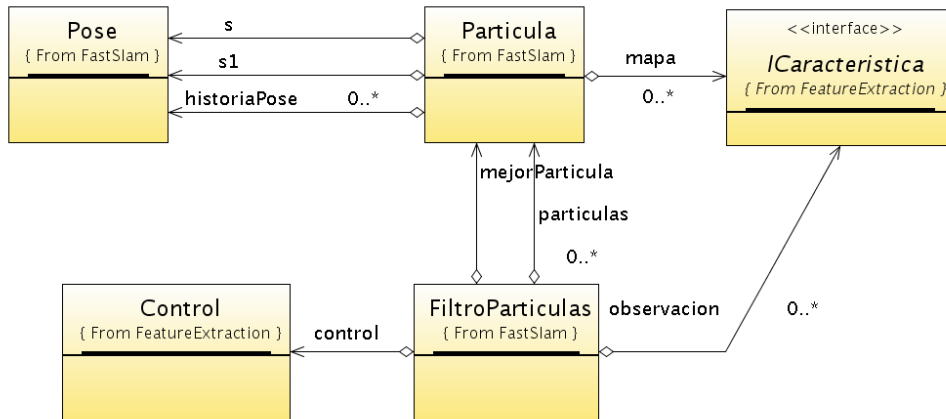 Pose
{ From FastSlam }
s
s1
historiaPose
0..*
Particula
{ From FastSlam }
mapa
0..*
<<interface>>
ICaracteristica
{ From FeatureExtraction }
mejorParticula
particulas
0..*
Control
{ From FeatureExtraction }
control
FiltroParticulas
{ From FastSlam }
observacion
0..*